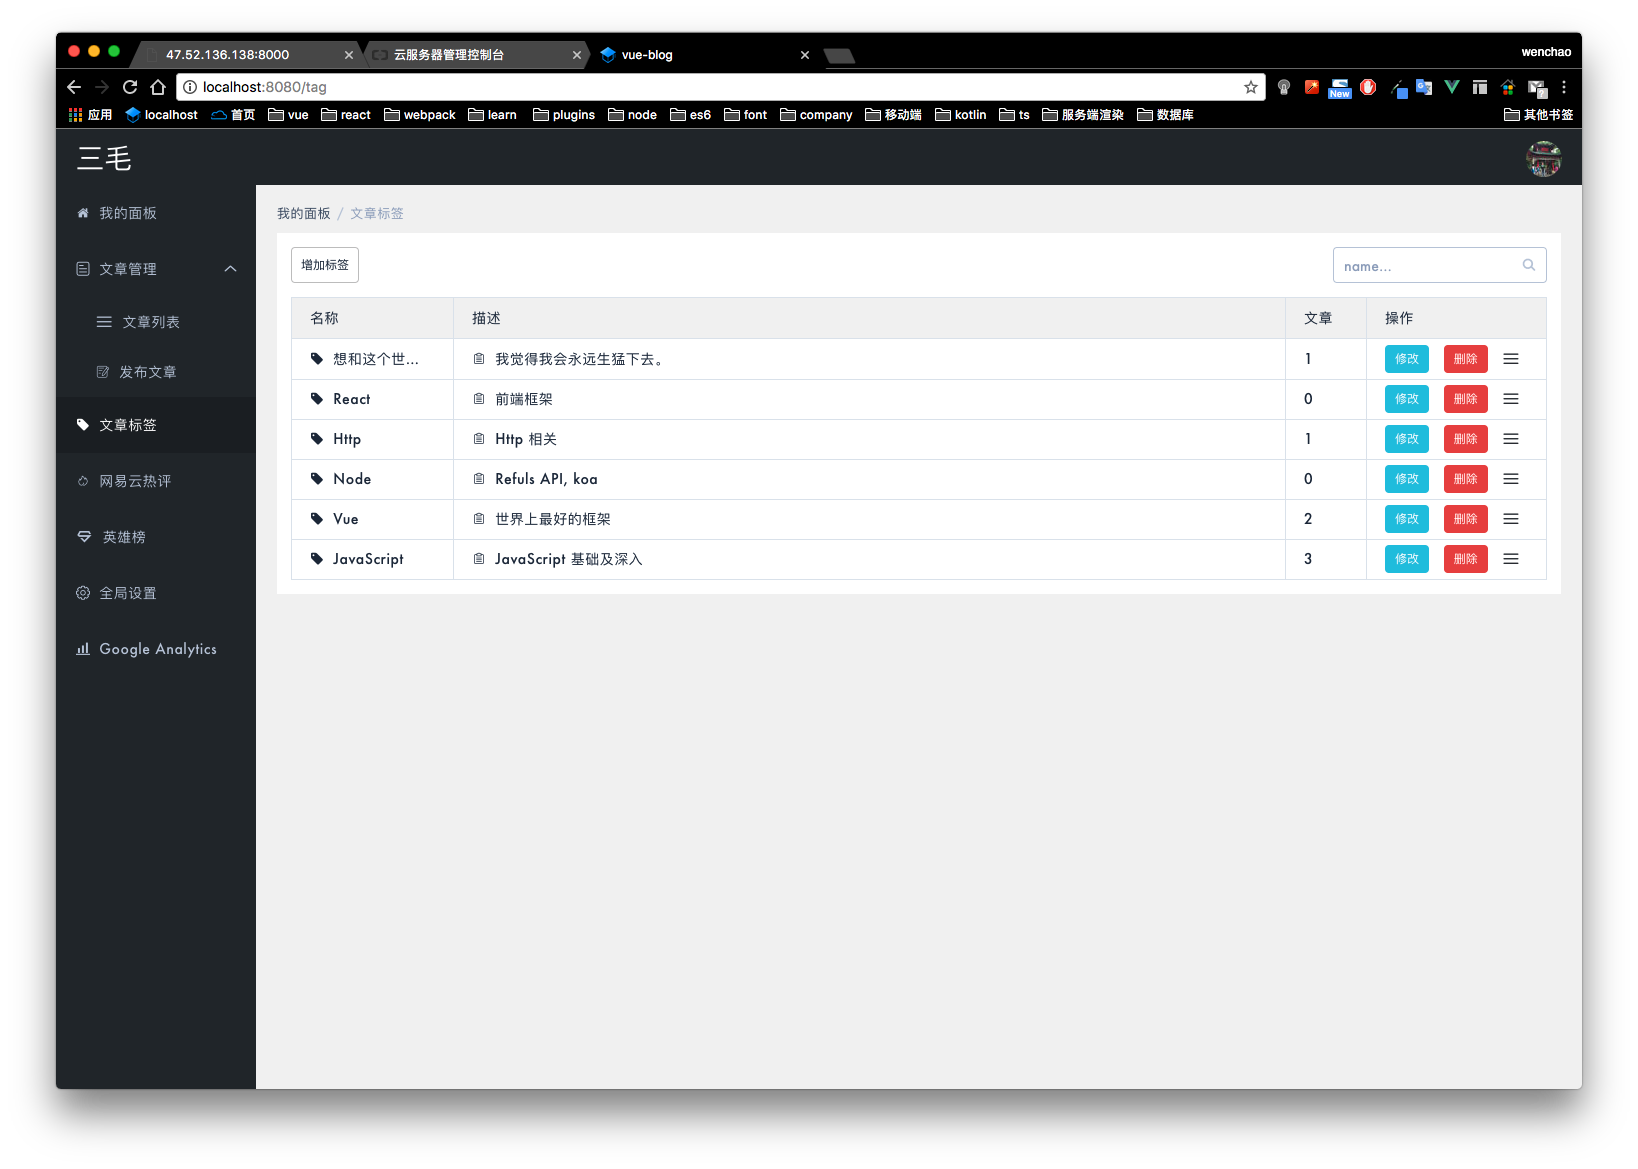 47.52.136.138:8000
云服务器管理控制台
vue-blog
wenchao
localhost:8080/tag
New
应用 localhost 首页 vue react webpack learn plugins node es6 font company 移动端 kotlin ts 服务端渲染 数据库 其他书签
三毛
我的面板
文章管理
文章列表
发布文章
文章标签
网易云热评
英雄榜
全局设置
Google Analytics
我的面板 / 文章标签
增加标签
name...
名称 描述 文章 操作
想和这个世... 我觉得我会永远生猛下去。 1 修改 删除
React 前端框架 0 修改 删除
Http Http 相关 1 修改 删除
Node Refuls API, koa 0 修改 删除
Vue 世界上最好的框架 2 修改 删除
JavaScript JavaScript 基础及深入 3 修改 删除